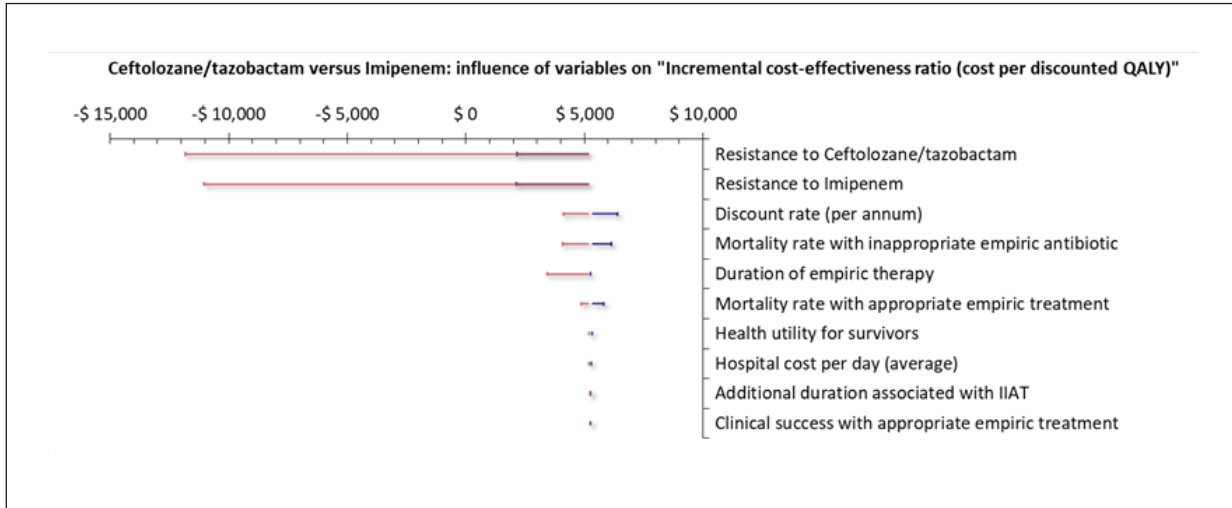 Ceftolozane/tazobactam versus Imipenem: influence of variables on "Incremental cost-effectiveness ratio (cost per discounted QALY)"
-$ 15,000 -$ 10,000 -$ 5,000 $ 0 $ 5,000 $ 10,000
Resistance to Ceftolozane/tazobactam
Resistance to Imipenem
Discount rate (per annum)
Mortality rate with inappropriate empiric antibiotic
Duration of empiric therapy
Mortality rate with appropriate empiric treatment
Health utility for survivors
Hospital cost per day (average)
Additional duration associated with IIAT
Clinical success with appropriate empiric treatment